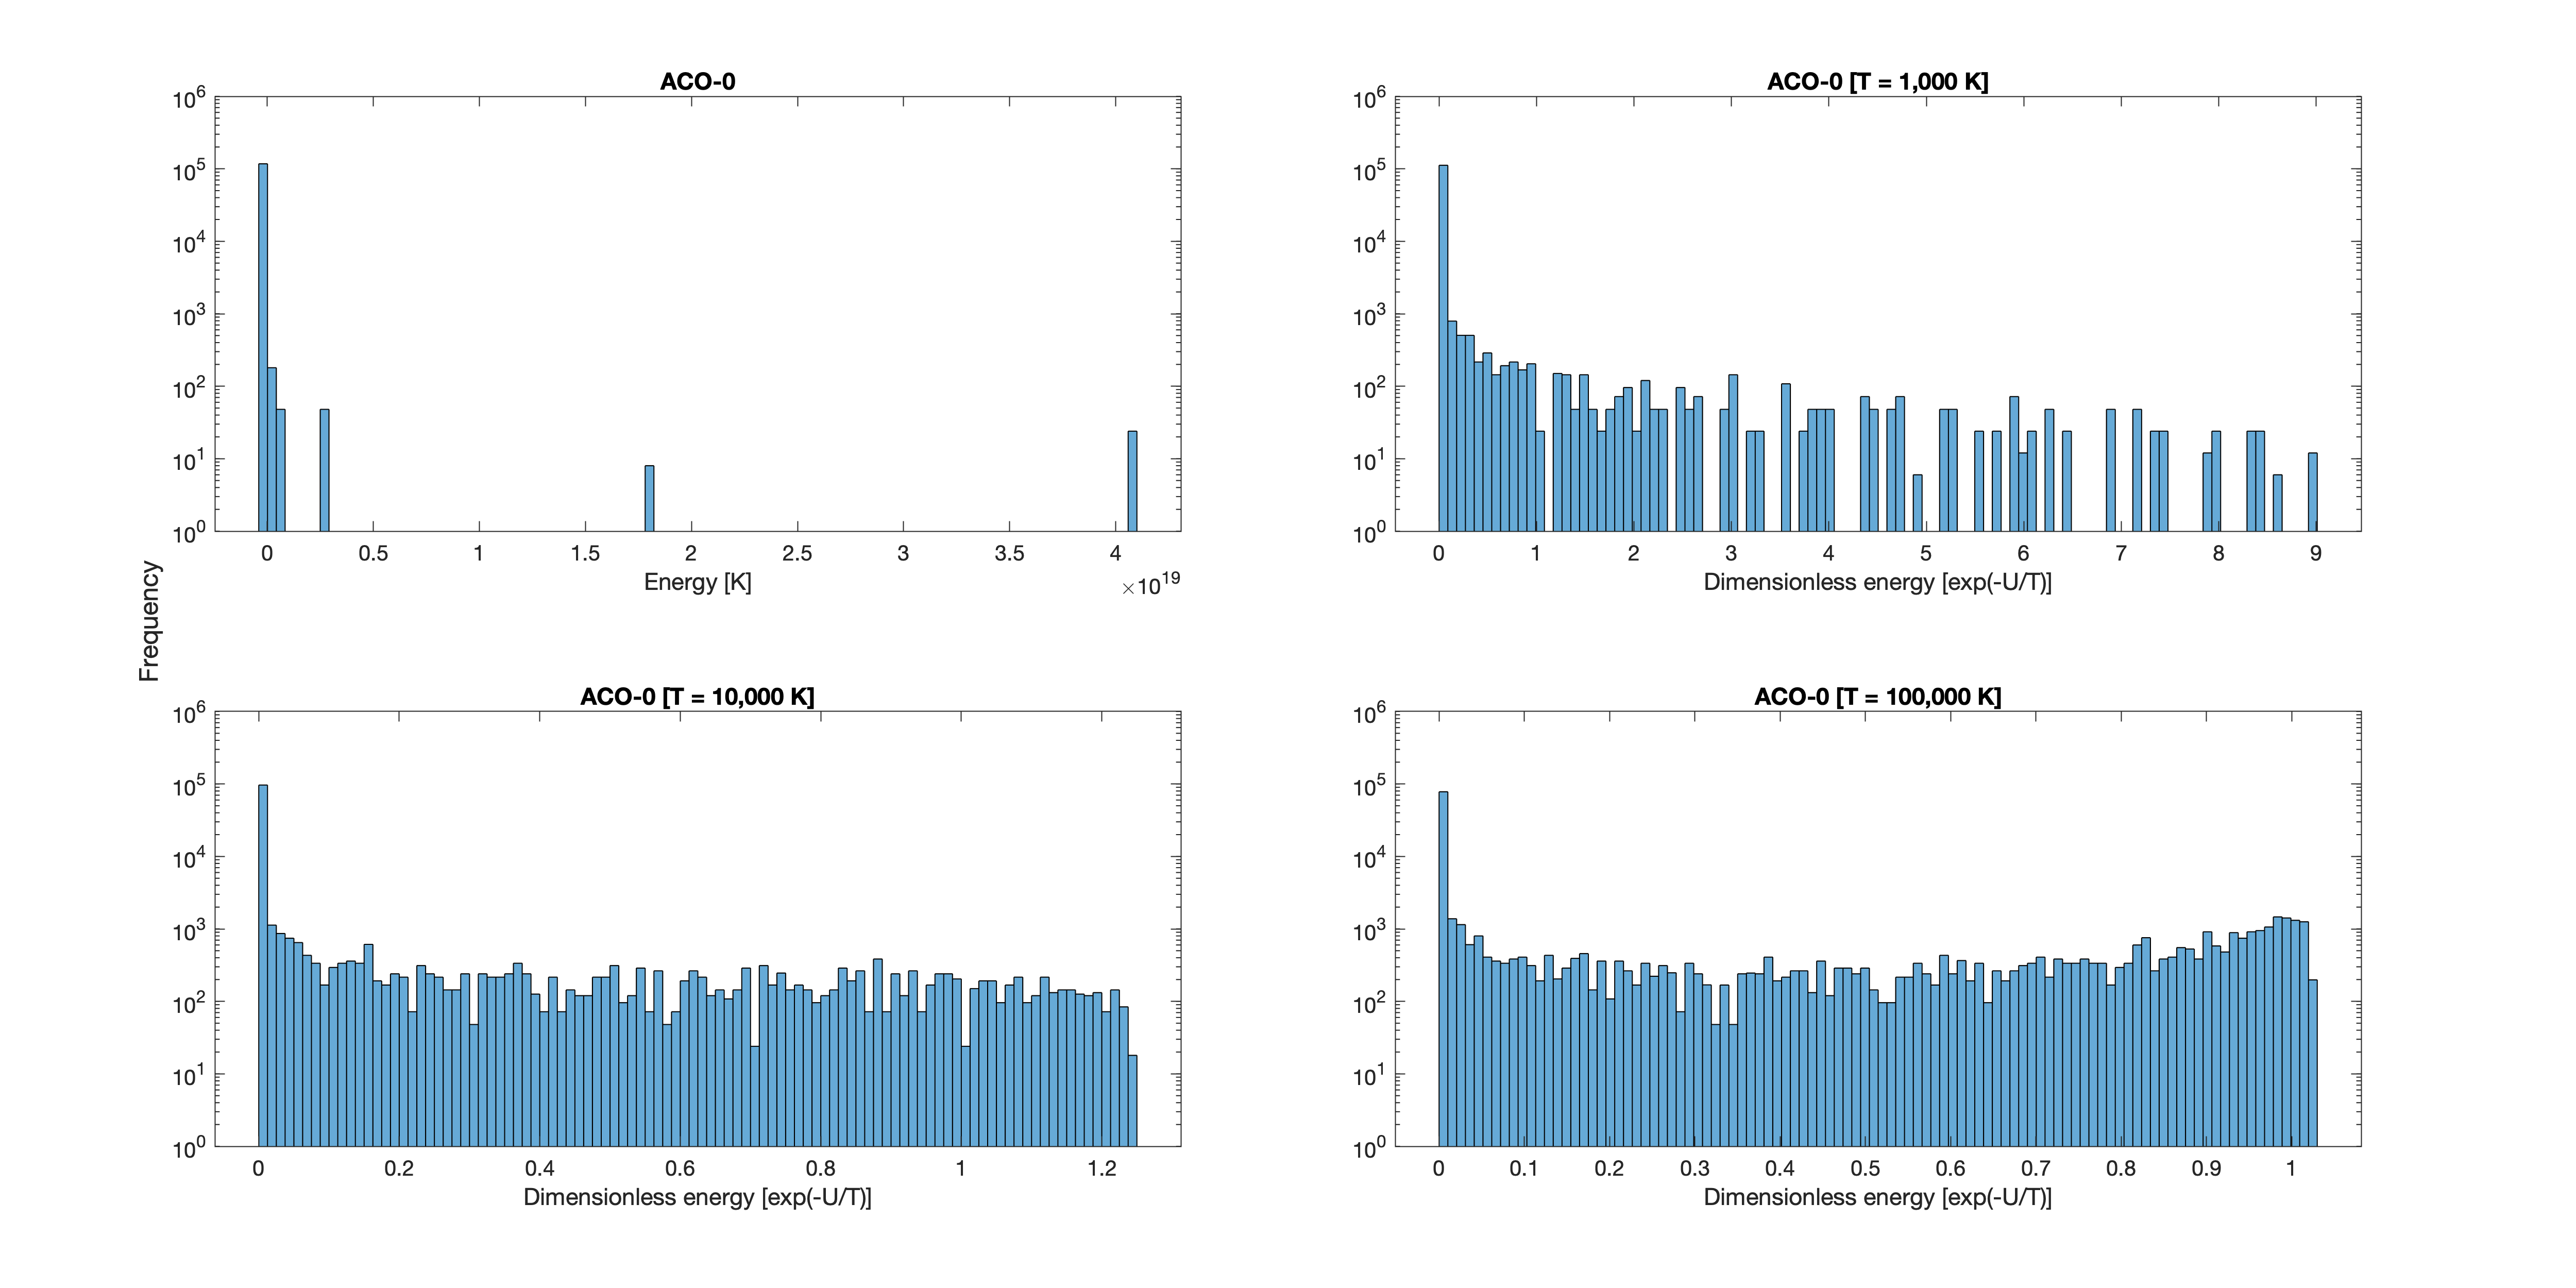 ACO-0
10^6
10^5
10^4
10^3
10^2
10^1
10^0
0 0.5 1 1.5 2 2.5 3 3.5 4
Energy [K]
×10^19
ACO-0 [T = 1,000 K]
10^6
10^5
10^4
10^3
10^2
10^1
10^0
0 1 2 3 4 5 6 7 8 9
Dimensionless energy [exp(-U/T)]
Frequency
ACO-0 [T = 10,000 K]
10^6
10^5
10^4
10^3
10^2
10^1
10^0
0 0.2 0.4 0.6 0.8 1 1.2
Dimensionless energy [exp(-U/T)]
ACO-0 [T = 100,000 K]
10^6
10^5
10^4
10^3
10^2
10^1
10^0
0 0.1 0.2 0.3 0.4 0.5 0.6 0.7 0.8 0.9 1
Dimensionless energy [exp(-U/T)]